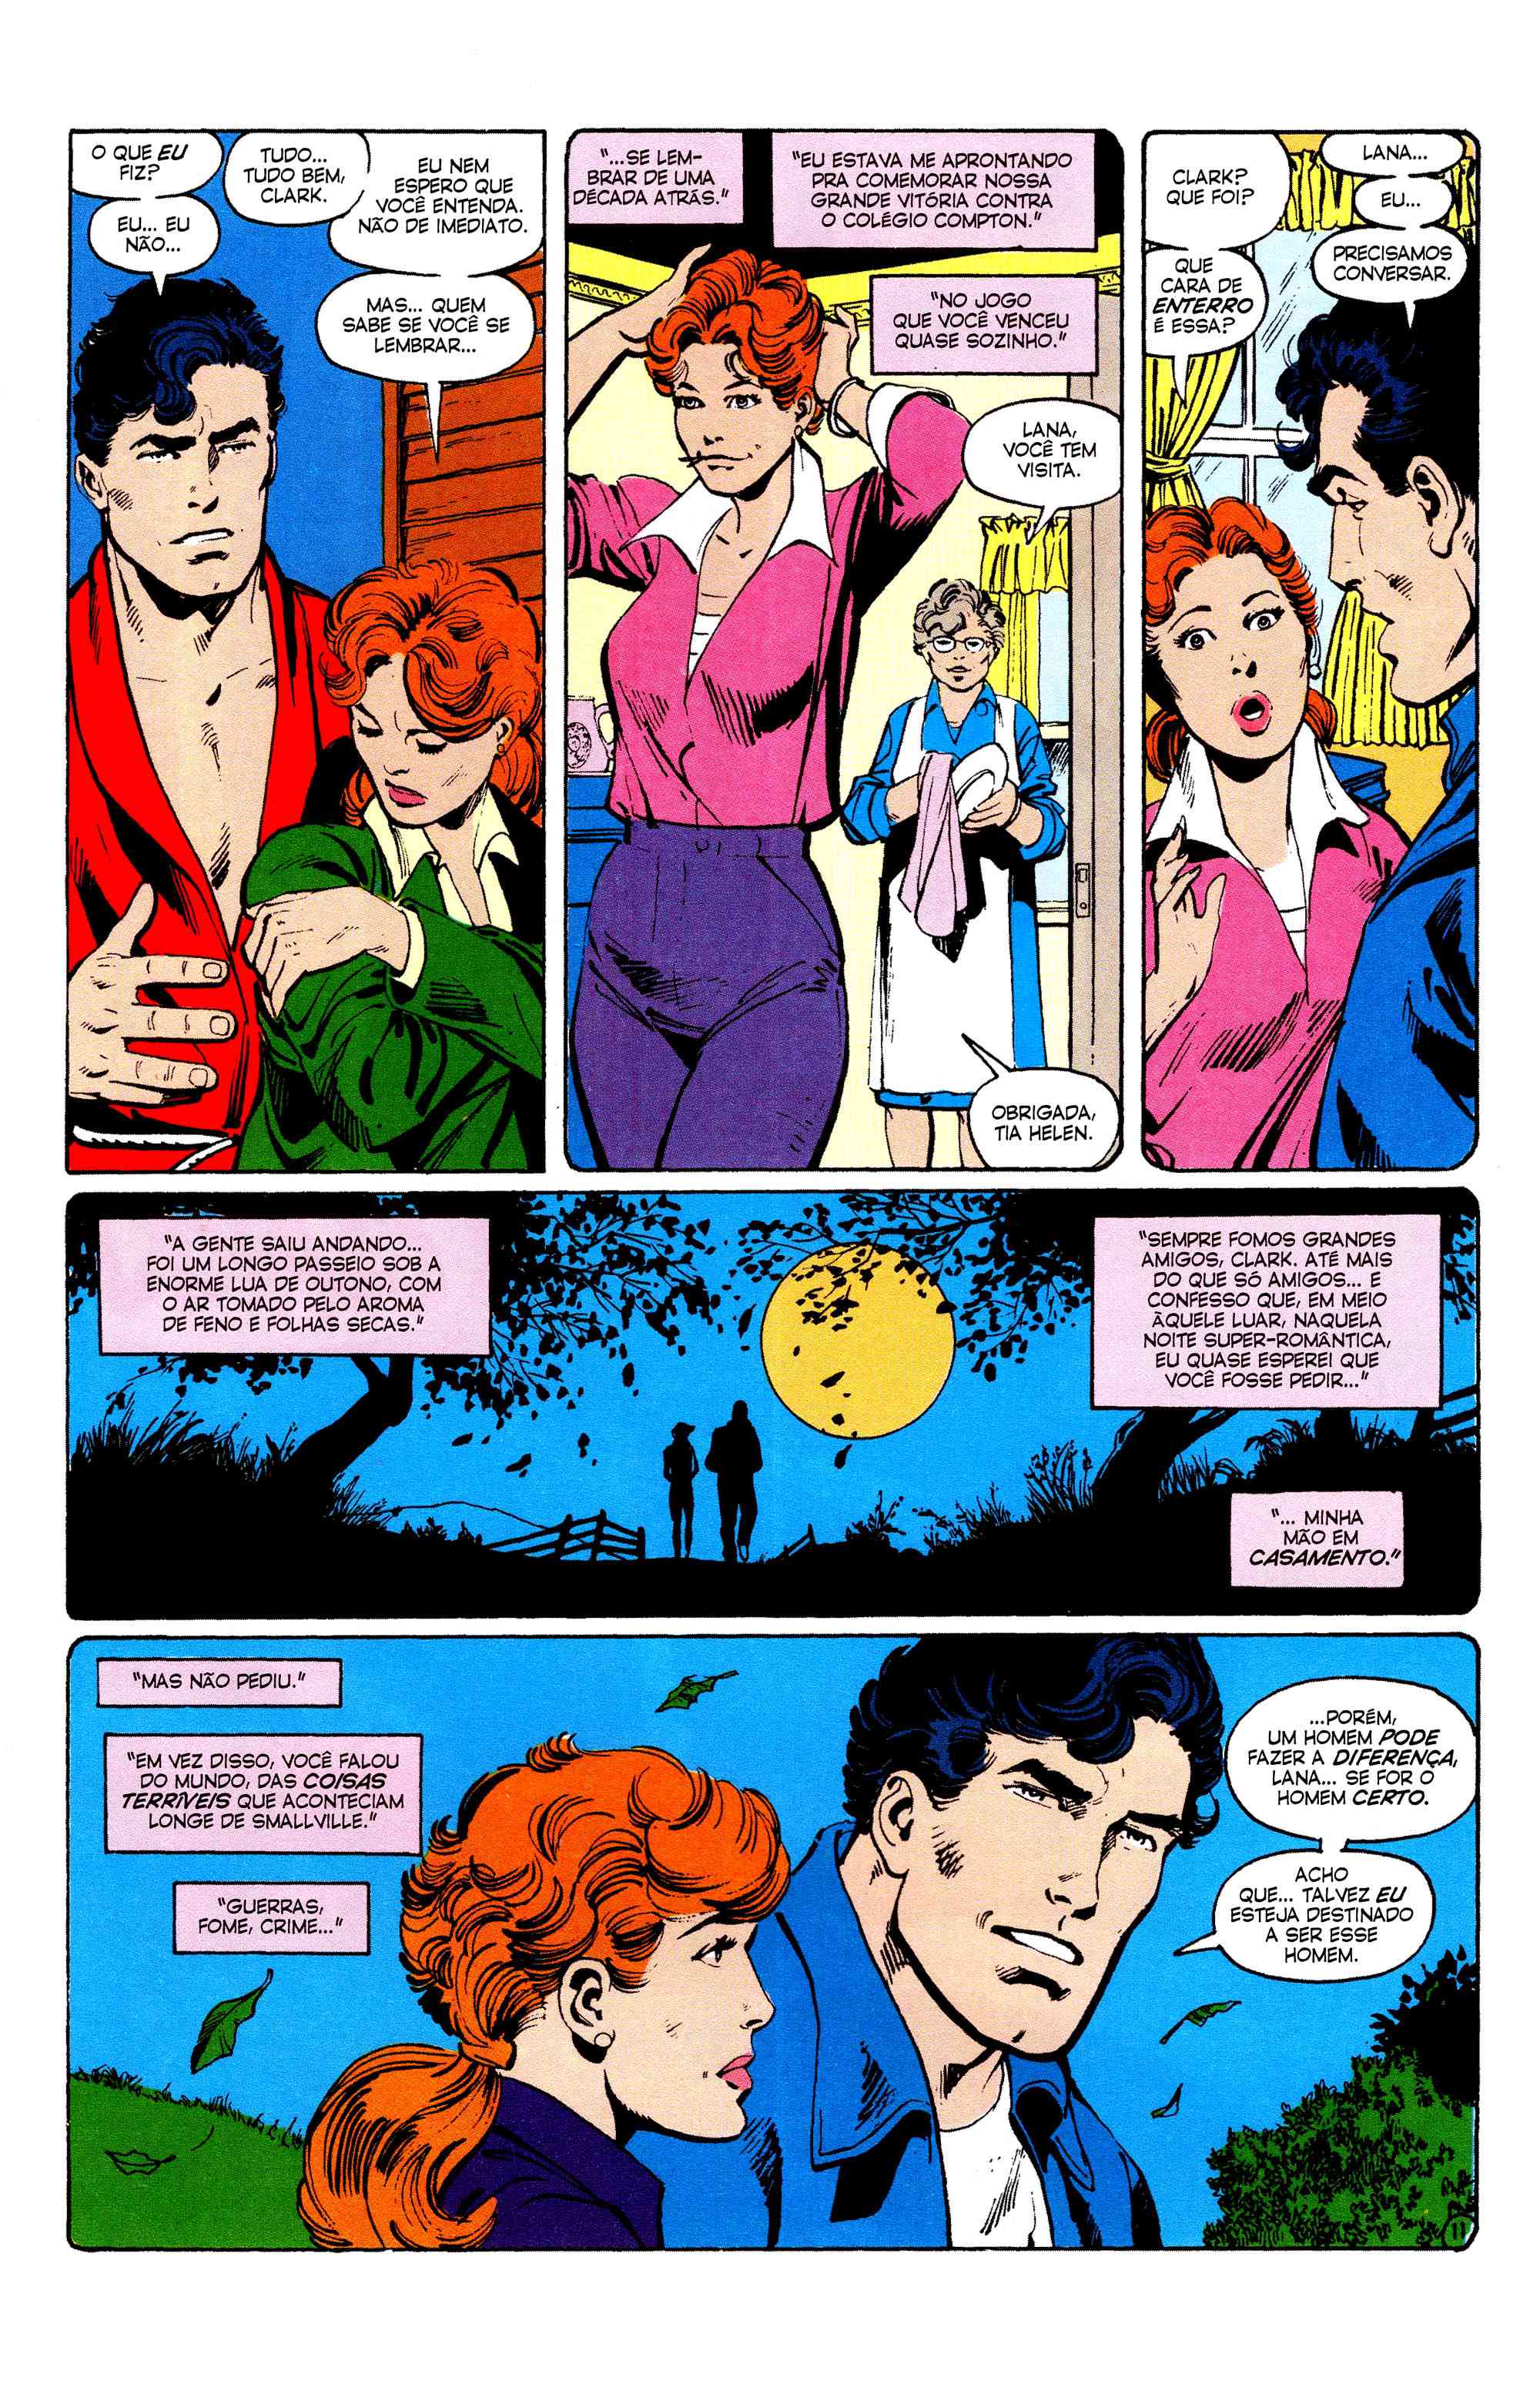 O QUE EU
FIZ?
EU... EU
NÃO...
TUDO...
TUDO BEM,
CLARK.
EU NEM
ESPERO QUE
VOCÊ ENTENDA.
NÃO DE IMEDIATO.
MAS... QUEM
SABE SE VOCÊ SE
LEMBRAR...
"...SE LEM-
BRAR DE UMA
DÉCADA ATRÁS."
"EU ESTAVA ME APRONTANDO
PRA COMEMORAR NOSSA
GRANDE VITÓRIA CONTRA
O COLÉGIO COMPTON."
"NO JOGO
QUE VOCÊ VENCEU
QUASE SOZINHO."
LANA,
VOCÊ TEM
VISITA.
OBRIGADA,
TIA HELEN.
CLARK?
QUE FOI?
QUE
CARA DE
ENTERRO
É ESSA?
LANA...
EU...
PRECISAMOS
CONVERSAR.
"A GENTE SAIU ANDANDO...
FOI UM LONGO PASSEIO SOB A
ENORME LUA DE OUTONO, COM
O AR TOMADO PELO AROMA
DE FENO E FOLHAS SECAS."
"SEMPRE FOMOS GRANDES
AMIGOS, CLARK. ATÉ MAIS
DO QUE SÓ AMIGOS... E
CONFESSO QUE, EM MEIO
ÀQUELE LUAR, NAQUELA
NOITE SUPER-ROMÂNTICA,
EU QUASE ESPEREI QUE
VOCÊ FOSSE PEDIR..."
"... MINHA
MÃO EM
CASAMENTO."
"MAS NÃO PEDIU."
"EM VEZ DISSO, VOCÊ FALOU
DO MUNDO, DAS COISAS
TERRÍVEIS QUE ACONTECIAM
LONGE DE SMALLVILLE."
"GUERRAS,
FOME, CRIME..."
...PORÉM,
UM HOMEM PODE
FAZER A DIFERENÇA,
LANA... SE FOR O
HOMEM CERTO.
ACHO
QUE... TALVEZ EU
ESTEJA DESTINADO
A SER ESSE
HOMEM.
11